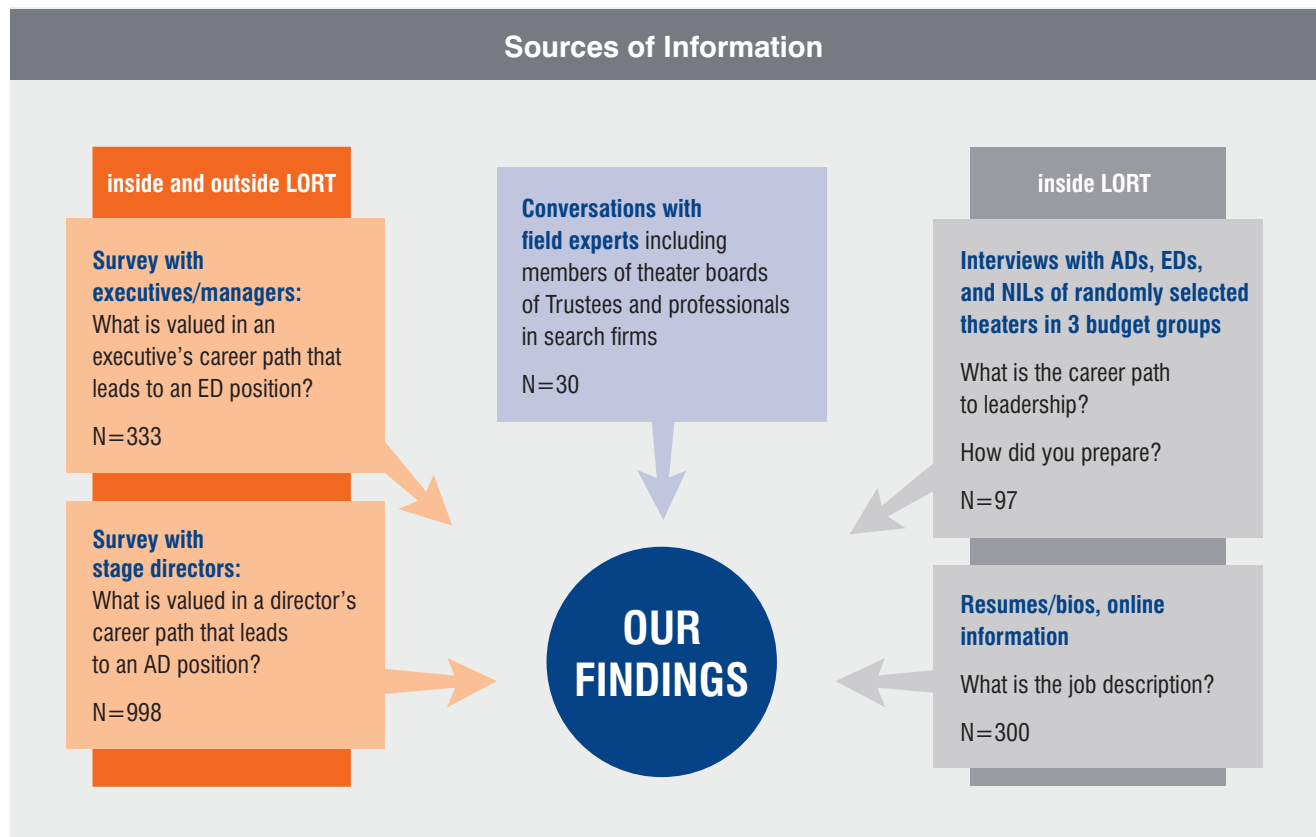 Sources of Information
inside and outside LORT
Survey with
executives/managers:
What is valued in an
executive’s career path that
leads to an ED position?
N=333
Survey with
stage directors:
What is valued in a director’s
career path that leads
to an AD position?
N=998
Conversations with
field experts including
members of theater boards
of Trustees and professionals
in search firms
N=30
OUR
FINDINGS
inside LORT
Interviews with ADs, EDs,
and NILs of randomly selected
theaters in 3 budget groups
What is the career path
to leadership?
How did you prepare?
N=97
Resumes/bios, online
information
What is the job description?
N=300